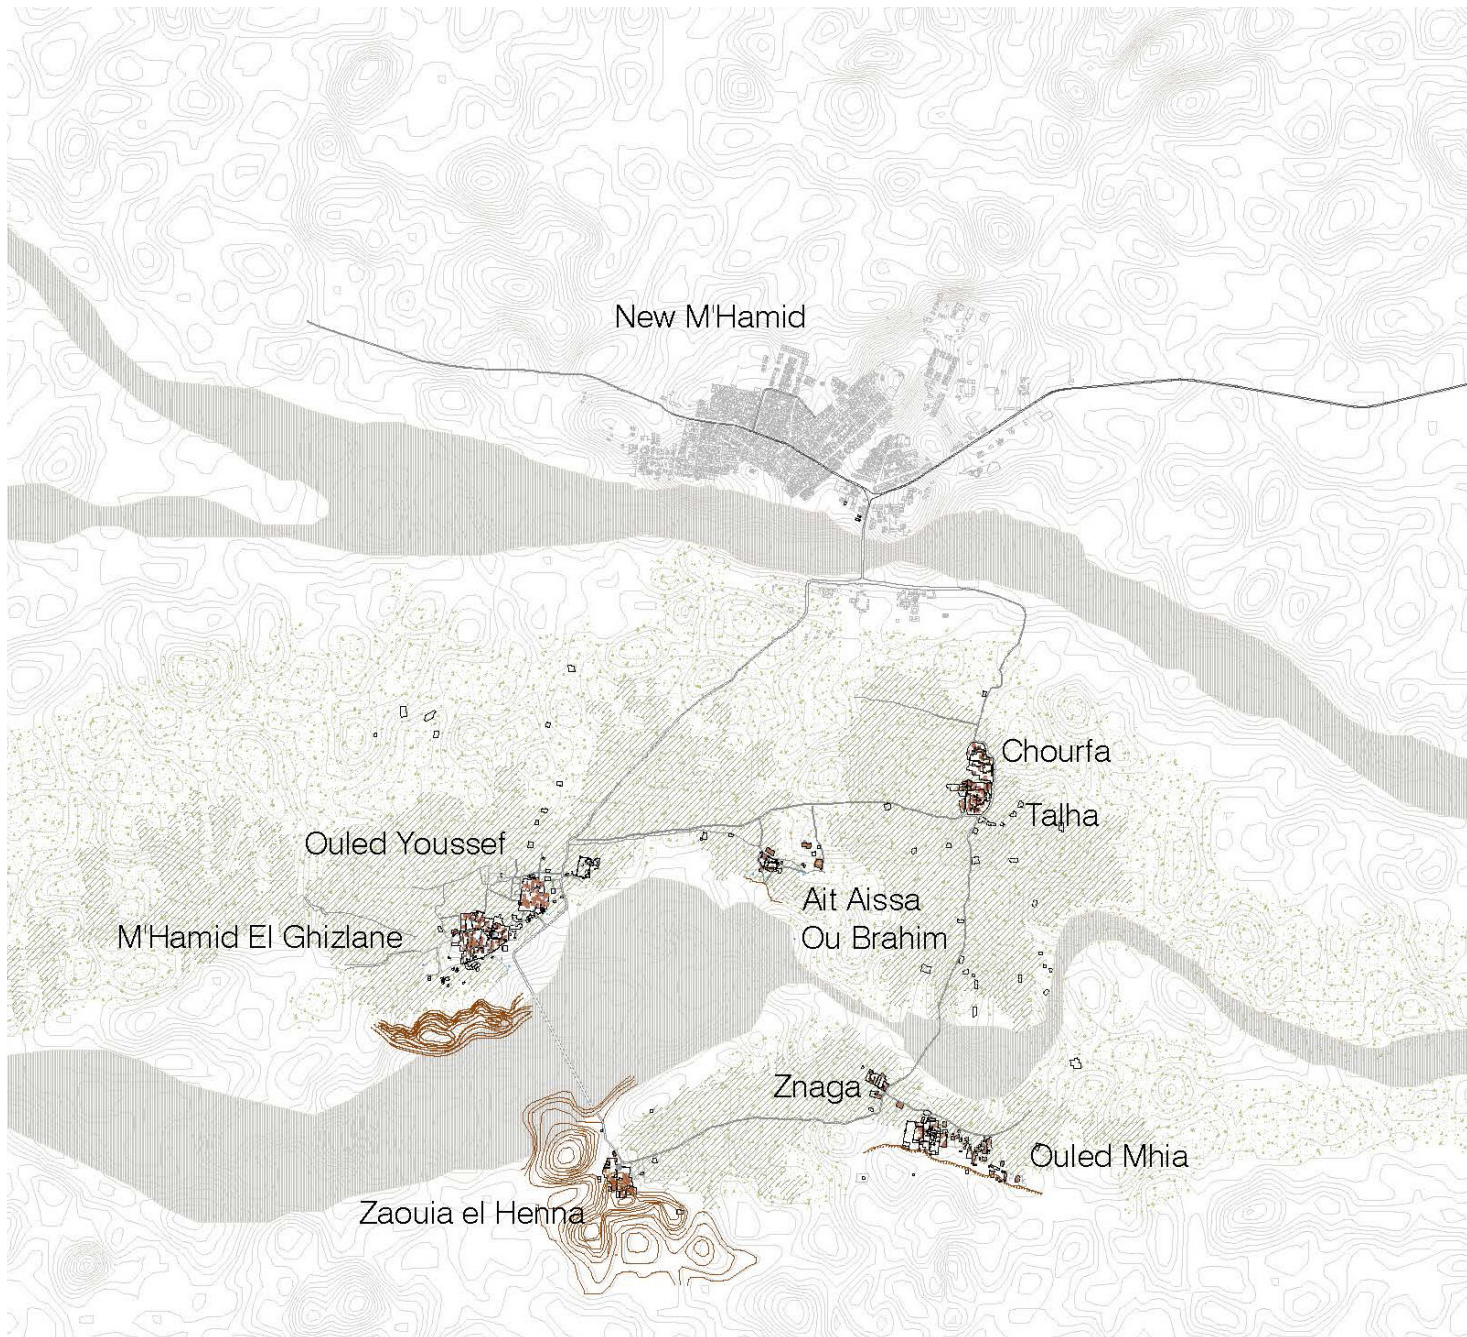 New M'Hamid
Chourfa
Talha
Ouled Youssef
Ait Aissa
Ou Brahim
M'Hamid El Ghizlane
Znaga
Ouled Mhia
Zaouia el Henna